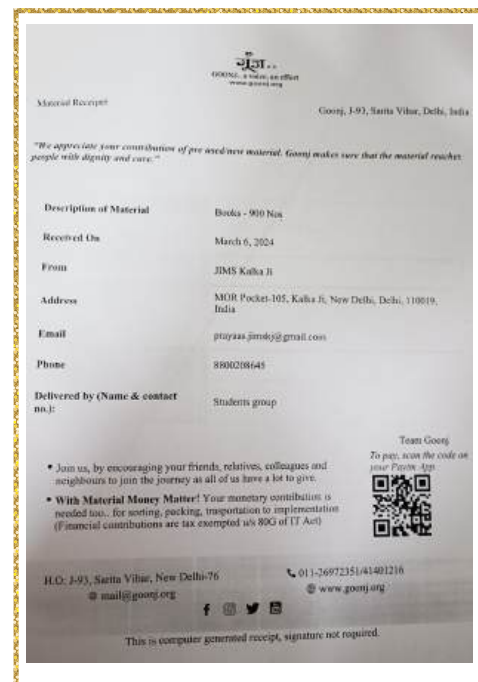 गूँज..
GOONJ.. a voice, an effort
www.goonj.org
Material Receipt
Goonj, J-93, Sarita Vihar, Delhi, India
"We appreciate your contribution of pre used/new material. Goonj makes sure that the material reaches
people with dignity and care."
Description of Material
Books - 900 Nos
Received On
March 6, 2024
From
JIMS Kalka Ji
Address
MOR Pocket-105, Kalka Ji, New Delhi, Delhi, 110019,
India
Email
prayaas.jimskj@gmail.com
Phone
8800208645
Delivered by (Name & contact
no.):
Students group
Team Goonj
To pay, scan the code on
your Paytm App
• Join us, by encouraging your friends, relatives, colleagues and
neighbours to join the journey as all of us have a lot to give.
• With Material Money Matter! Your monetary contribution is
needed too.. for sorting, packing, trasportation to implementation
(Financial contributions are tax exempted u/s 80G of IT Act)
H.O: J-93, Sarita Vihar, New Delhi-76
011-26972351/41401216
@ mail@goonj.org
www.goonj.org
This is computer generated receipt, signature not required.